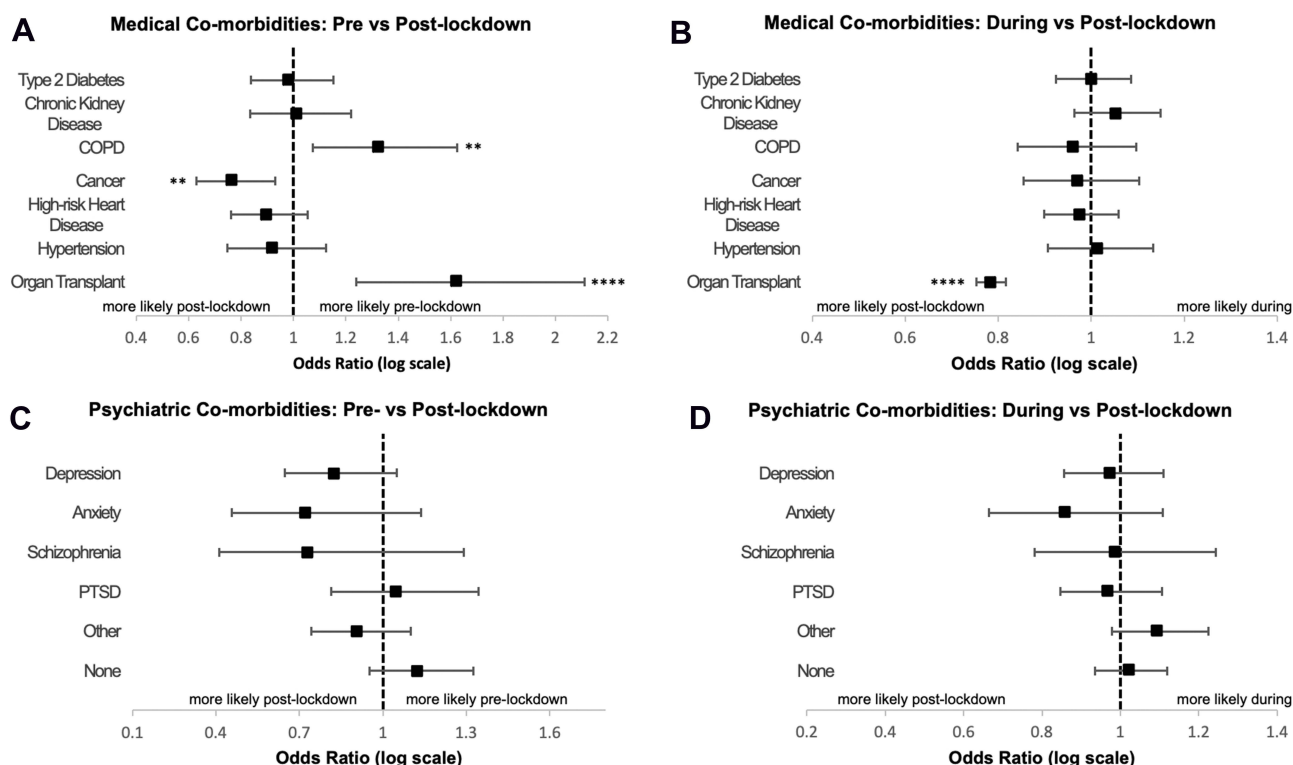 A
Medical Co-morbidities: Pre vs Post-lockdown
Type 2 Diabetes
Chronic Kidney
Disease
COPD
**
Cancer
**
High-risk Heart
Disease
Hypertension
Organ Transplant
****
more likely post-lockdown
more likely pre-lockdown
0.4 0.6 0.8 1 1.2 1.4 1.6 2 2.2
Odds Ratio (log scale)
B
Medical Co-morbidities: During vs Post-lockdown
Type 2 Diabetes
Chronic Kidney
Disease
COPD
Cancer
High-risk Heart
Disease
Hypertension
Organ Transplant
****
more likely post-lockdown
more likely during
0.4 0.6 0.8 1 1.2 1.4
Odds Ratio (log scale)
C
Psychiatric Co-morbidities: Pre- vs Post-lockdown
Depression
Anxiety
Schizophrenia
PTSD
Other
None
more likely post-lockdown
more likely pre-lockdown
0.1 0.4 0.7 1 1.3 1.6
Odds Ratio (log scale)
D
Psychiatric Co-morbidities: During vs Post-lockdown
Depression
Anxiety
Schizophrenia
PTSD
Other
None
more likely post-lockdown
more likely during
0.2 0.4 0.6 0.8 1 1.2 1.4
Odds Ratio (log scale)